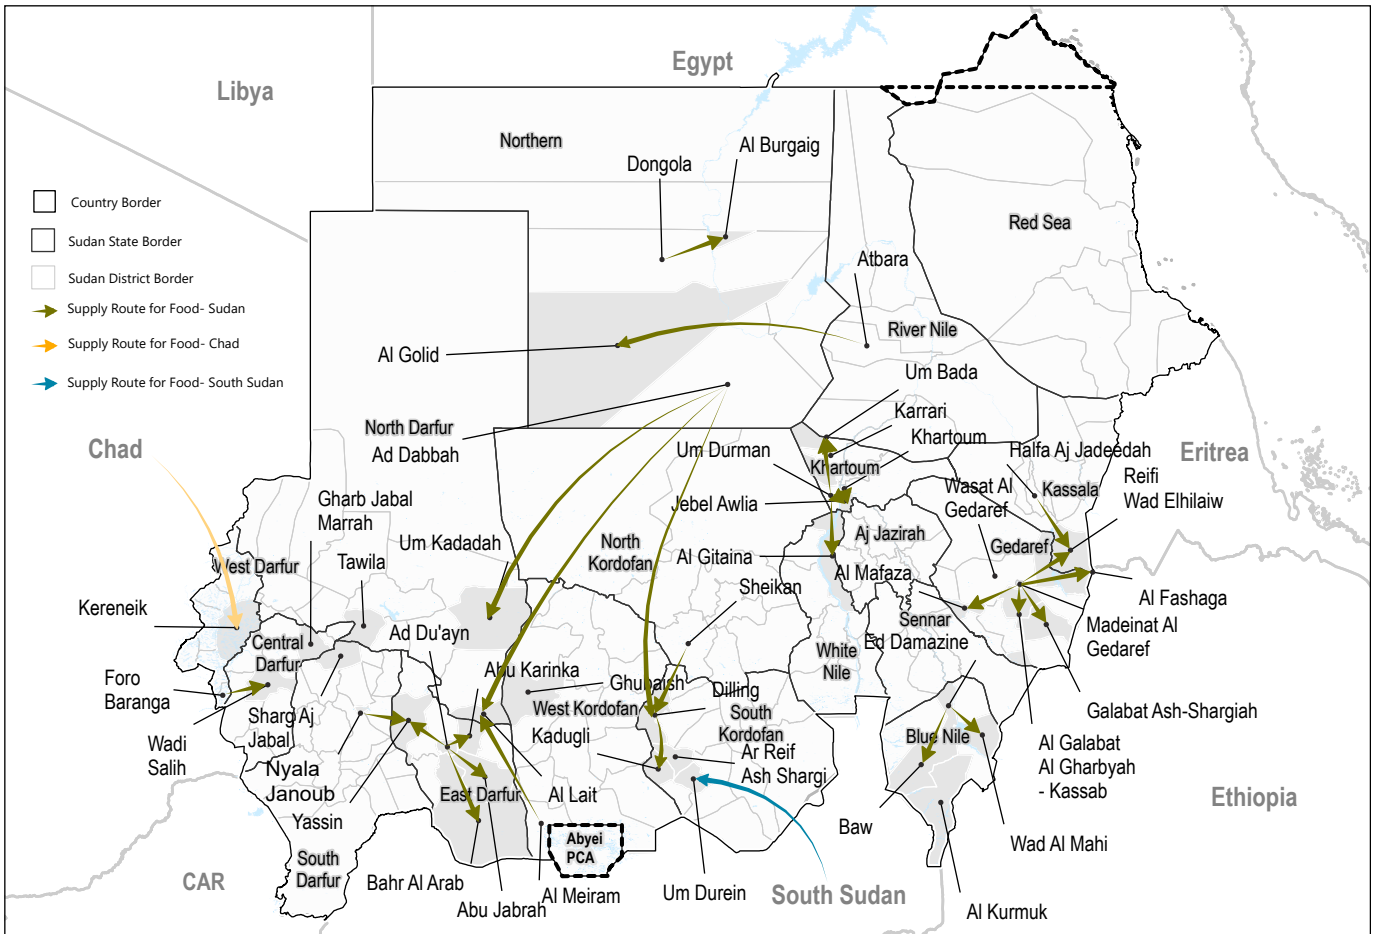 Egypt
Libya
Northern
Al Burgaig
Dongola
Country Border
Sudan State Border
Sudan District Border
Supply Route for Food- Sudan
Supply Route for Food- Chad
Supply Route for Food- South Sudan
Red Sea
Atbara
River Nile
Al Golid
Um Bada
Karrari
Khartoum
North Darfur
Ad Dabbah
Chad
Um Durman
Khartoum
Halfa Aj Jadeedah
Eritrea
Reifi
Wad Elhilaiw
Kassala
Wasat Al
Gedaref
Jebel Awlia
Gharb Jabal
Marrah
Um Kadadah
Tawila
North
Kordofan
Aj Jazirah
Gedaref
Al Gitaina
Al Mafaza
West Darfur
Sheikan
Al Fashaga
Kereneik
Central
Darfur
Ad Du'ayn
Sennar
Ed Damazine
Madeinat Al
Gedaref
White
Nile
Abu Karinka
Ghubaish
Dilling
Foro
Baranga
West Kordofan
South
Kordofan
Galabat Ash-Shargiah
Sharg Aj
Jabal
Wadi
Salih
Kadugli
Ar Reif
Ash Shargi
Blue Nile
Al Galabat
Al Gharbyah
- Kassab
Nyala
Janoub
East Darfur
Al Lait
Ethiopia
Yassin
Baw
Wad Al Mahi
Abyei
PCA
South
Darfur
CAR
Bahr Al Arab
Abu Jabrah
Al Meiram
Um Durein
South Sudan
Al Kurmuk